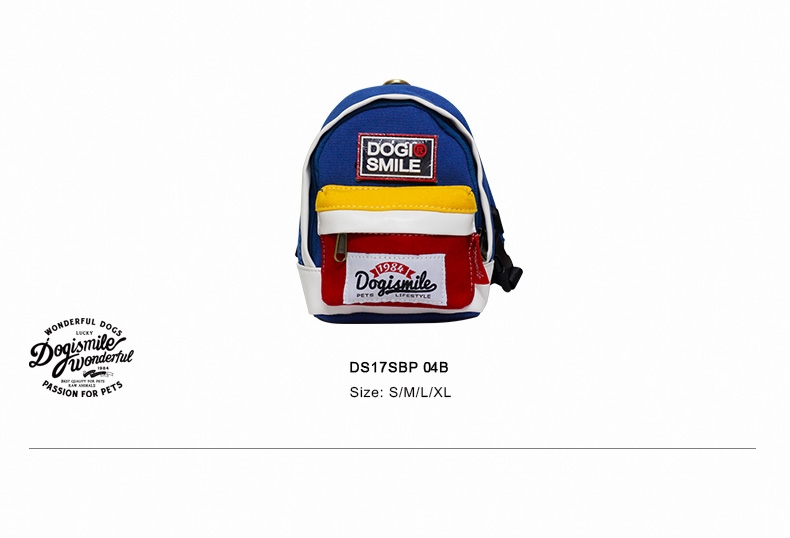 DOGI®
SMILE
1984
Dogismile
PETS LIFESTYLE
WONDERFUL DOGS
LUCKY
Dogismile
wonderful
1984
BEST QUALITY FOR PETS
RAW ANIMALS
PASSION FOR PETS
DS17SBP 04B
Size: S/M/L/XL